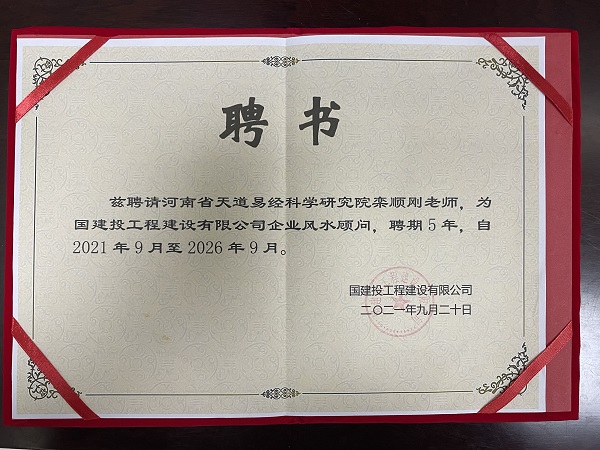 聘书
兹聘请河南省天道易经科学研究院栾顺刚老师，为
国建投工程建设有限公司企业风水顾问，聘期5年，自
2021年9月至2026年9月。
国建投工程建设有限公司
二〇二一年九月二十日